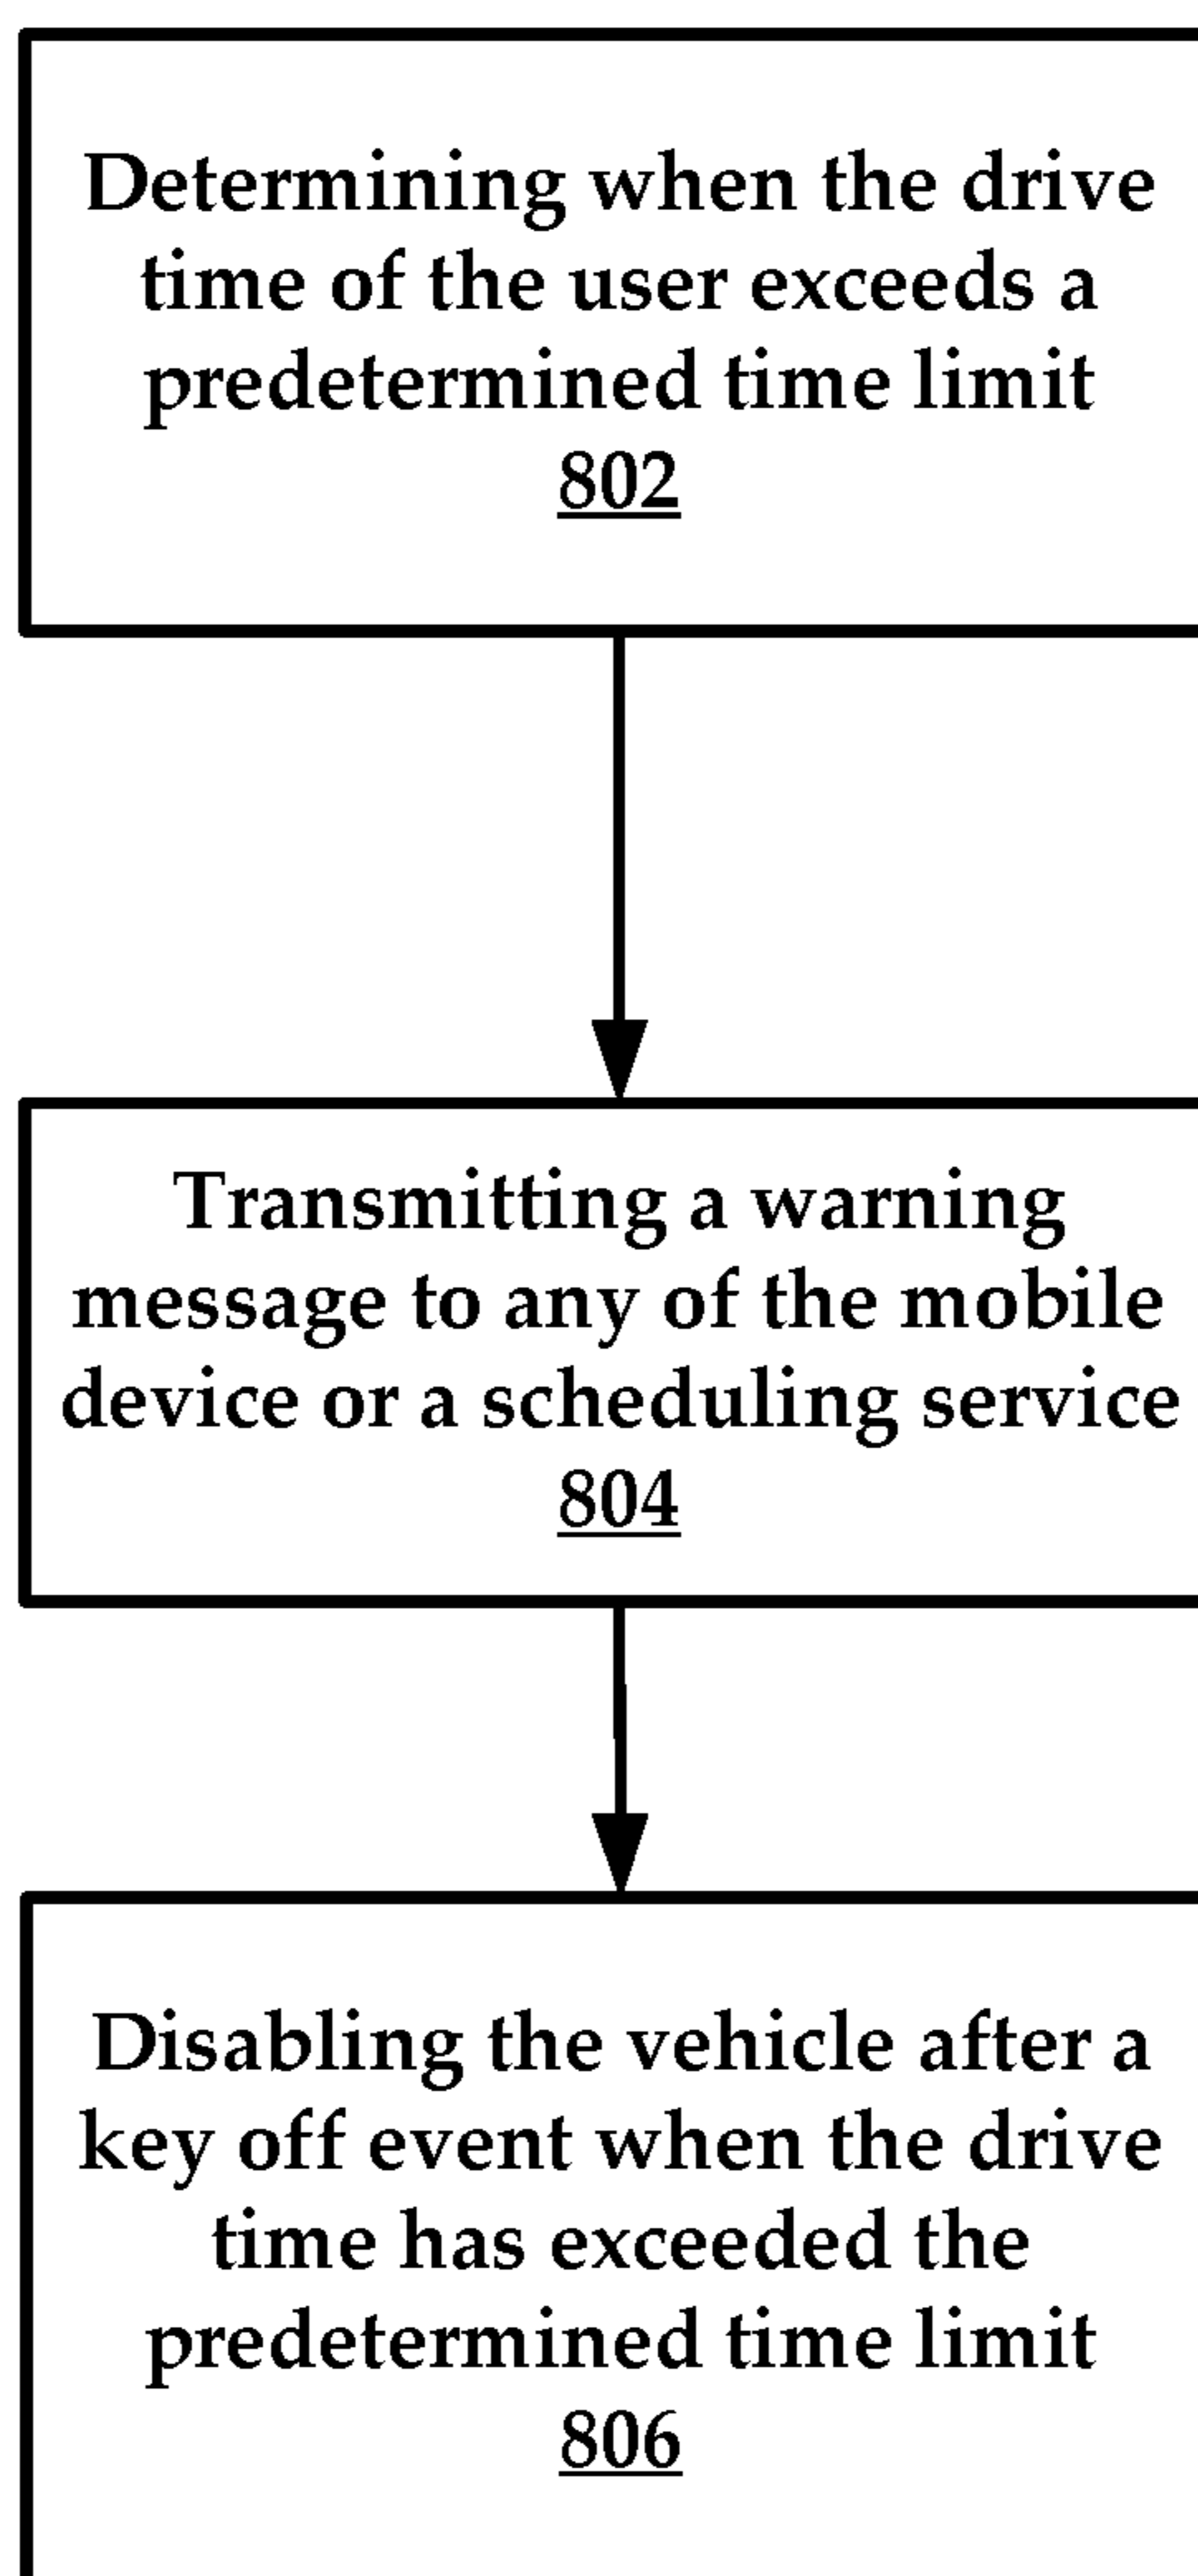 Determining when the drive
time of the user exceeds a
predetermined time limit
802
Transmitting a warning
message to any of the mobile
device or a scheduling service
804
Disabling the vehicle after a
key off event when the drive
time has exceeded the
predetermined time limit
806